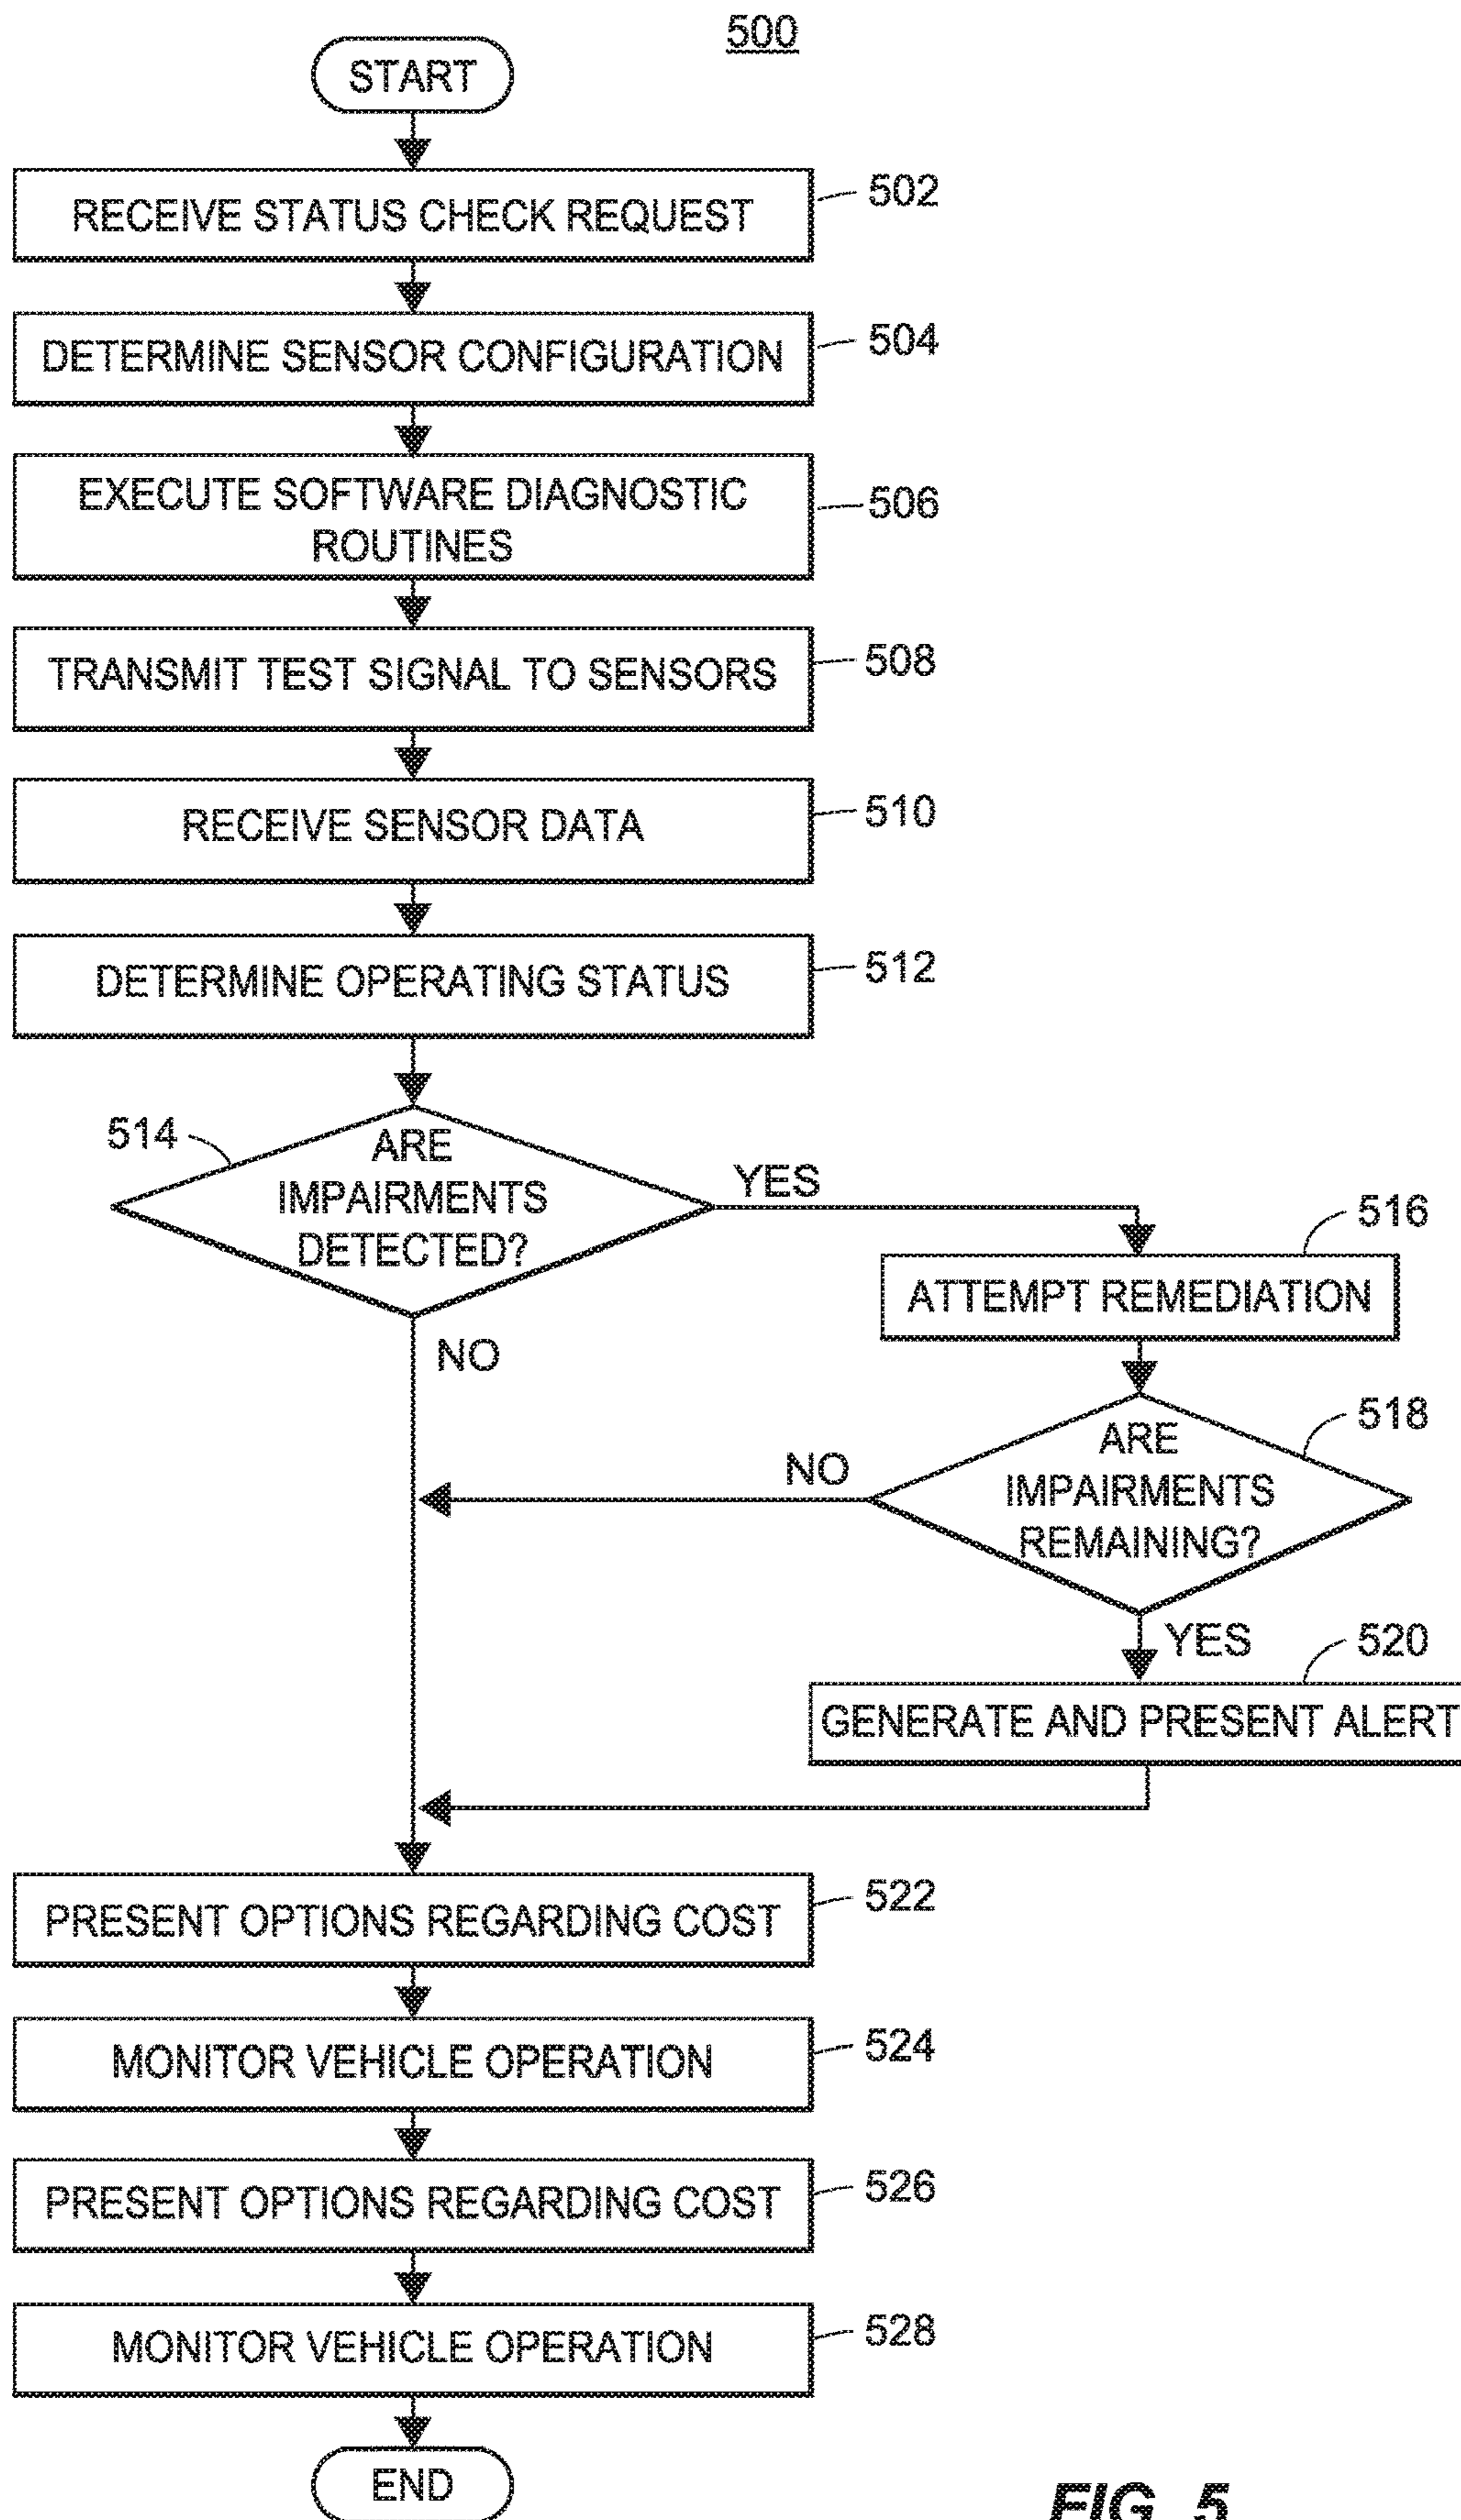 500
START
RECEIVE STATUS CHECK REQUEST
502
DETERMINE SENSOR CONFIGURATION
504
EXECUTE SOFTWARE DIAGNOSTIC
ROUTINES
506
TRANSMIT TEST SIGNAL TO SENSORS
508
RECEIVE SENSOR DATA
510
DETERMINE OPERATING STATUS
512
514
ARE
IMPAIRMENTS
DETECTED?
YES
NO
516
ATTEMPT REMEDIATION
518
ARE
IMPAIRMENTS
REMAINING?
NO
YES
520
GENERATE AND PRESENT ALERT
PRESENT OPTIONS REGARDING COST
522
MONITOR VEHICLE OPERATION
524
PRESENT OPTIONS REGARDING COST
526
MONITOR VEHICLE OPERATION
528
END
FIG. 5